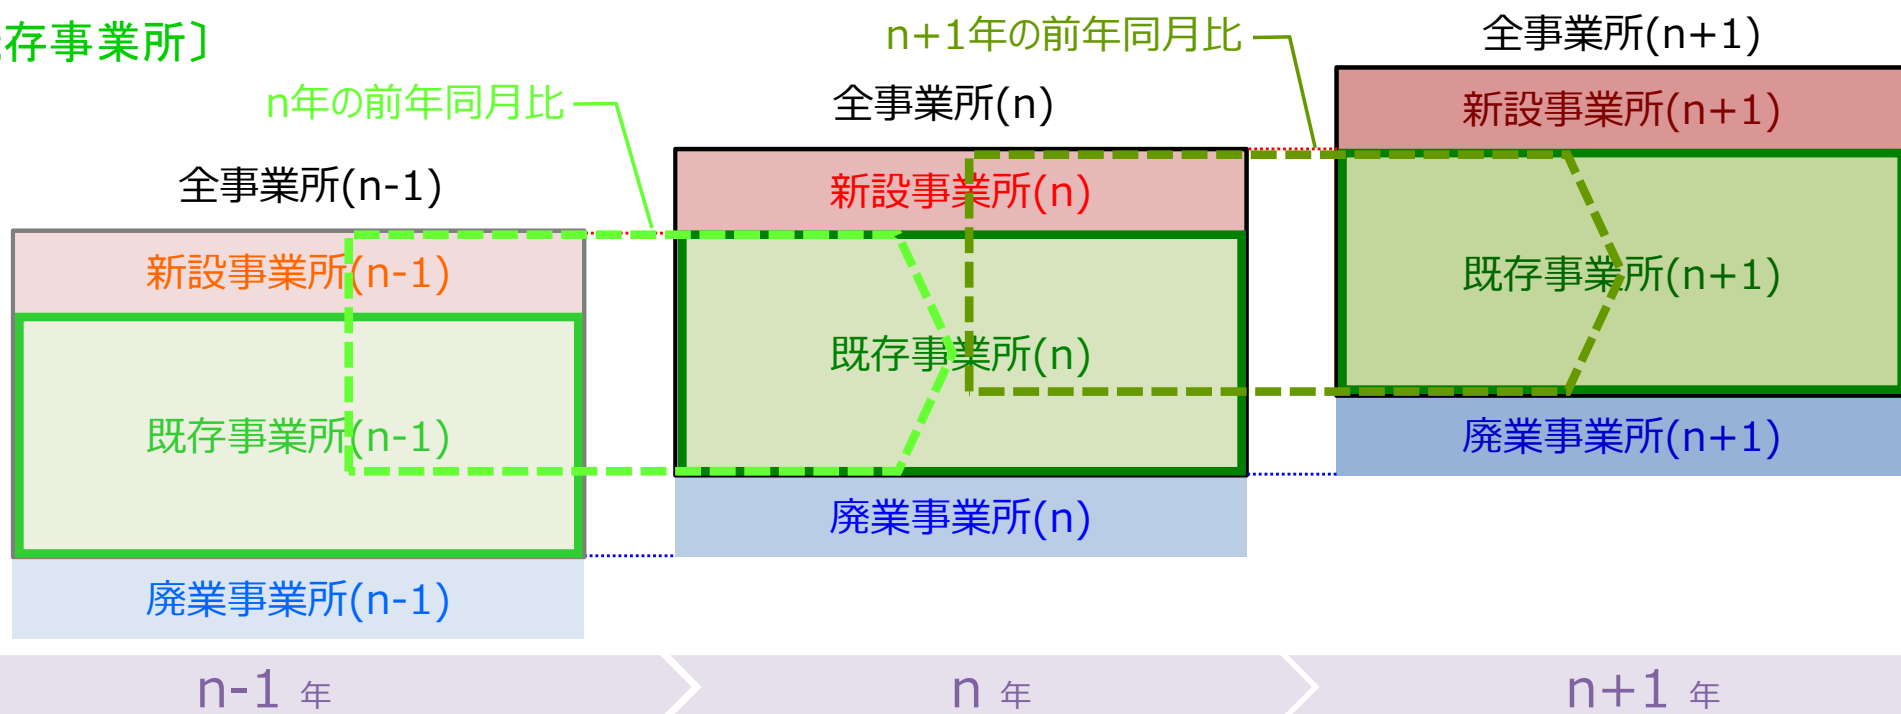 存事業所〕
n+1年の前年同月比
全事業所(n+1)
n年の前年同月比
全事業所(n)
新設事業所(n+1)
全事業所(n-1)
新設事業所(n)
新設事業所(n-1)
既存事業所(n+1)
既存事業所(n)
既存事業所(n-1)
廃業事業所(n+1)
廃業事業所(n)
廃業事業所(n-1)
n-1 年
n 年
n+1 年